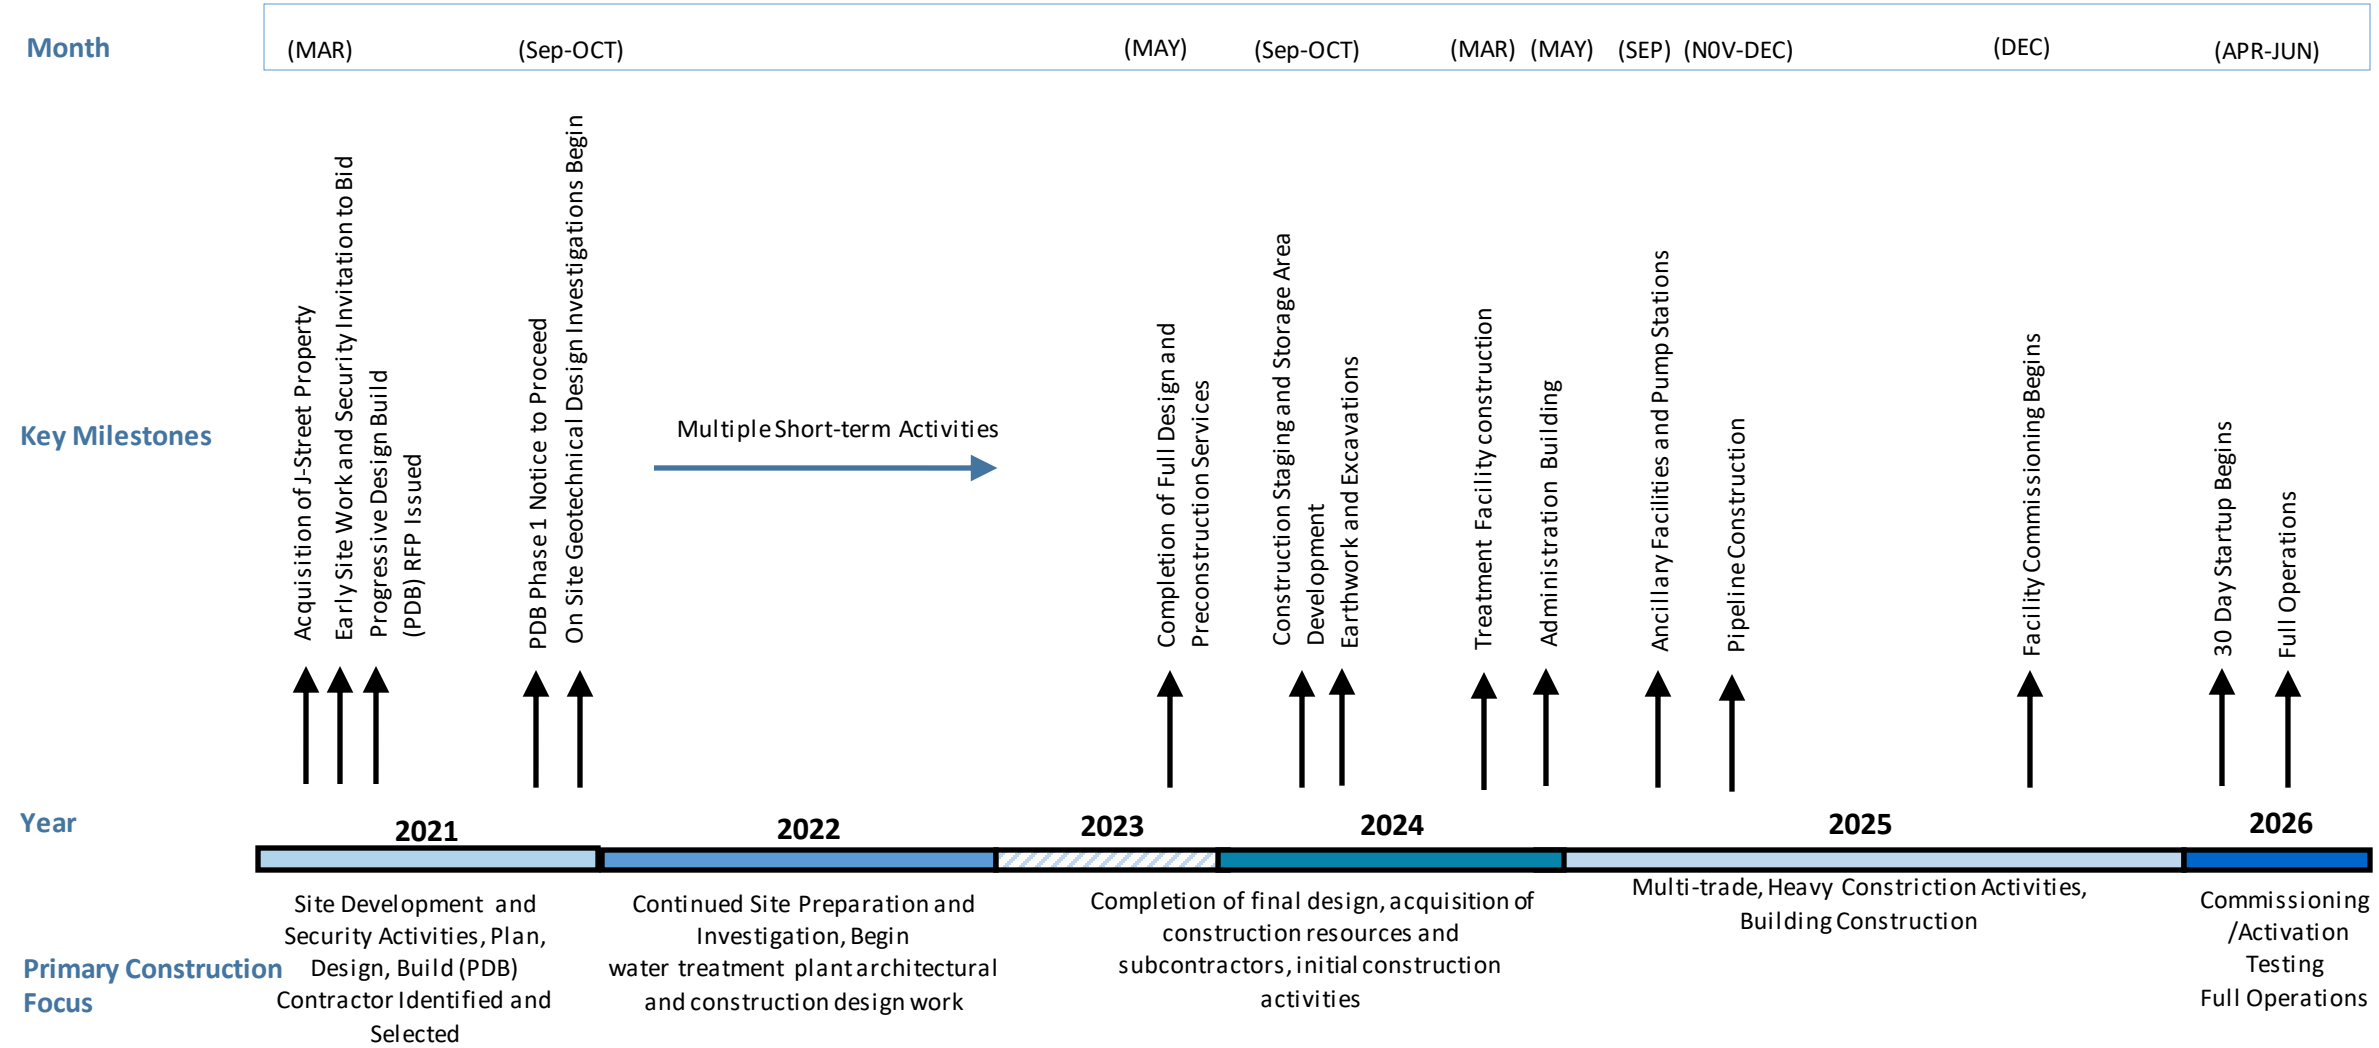 Month
(MAR)
(Sep-OCT)
(MAY)
(Sep-OCT)
(MAR)
(MAY)
(SEP)
(N0V-DEC)
(DEC)
(APR-JUN)
Key Milestones
Acquisition of J-Street Property
Early Site Work and Security Invitation to Bid
Progressive Design Build
(PDB) RFP Issued
PDB Phase 1 Notice to Proceed
On Site Geotechnical Design Investigations Begin
Multiple Short-term Activities
Completion of Full Design and
Preconstruction Services
Construction Staging and Storage Area
Development
Earthwork and Excavations
Treatment Facility construction
Administration Building
Ancillary Facilities and Pump Stations
Pipeline Construction
Facility Commissioning Begins
30 Day Startup Begins
Full Operations
Year
2021
2022
2023
2024
2025
2026
Primary Construction
Focus
Site Development and
Security Activities, Plan,
Design, Build (PDB)
Contractor Identified and
Selected
Continued Site Preparation and
Investigation, Begin
water treatment plant architectural
and construction design work
Completion of final design, acquisition of
construction resources and
subcontractors, initial construction
activities
Multi-trade, Heavy Constriction Activities,
Building Construction
Commissioning
/Activation
Testing
Full Operations